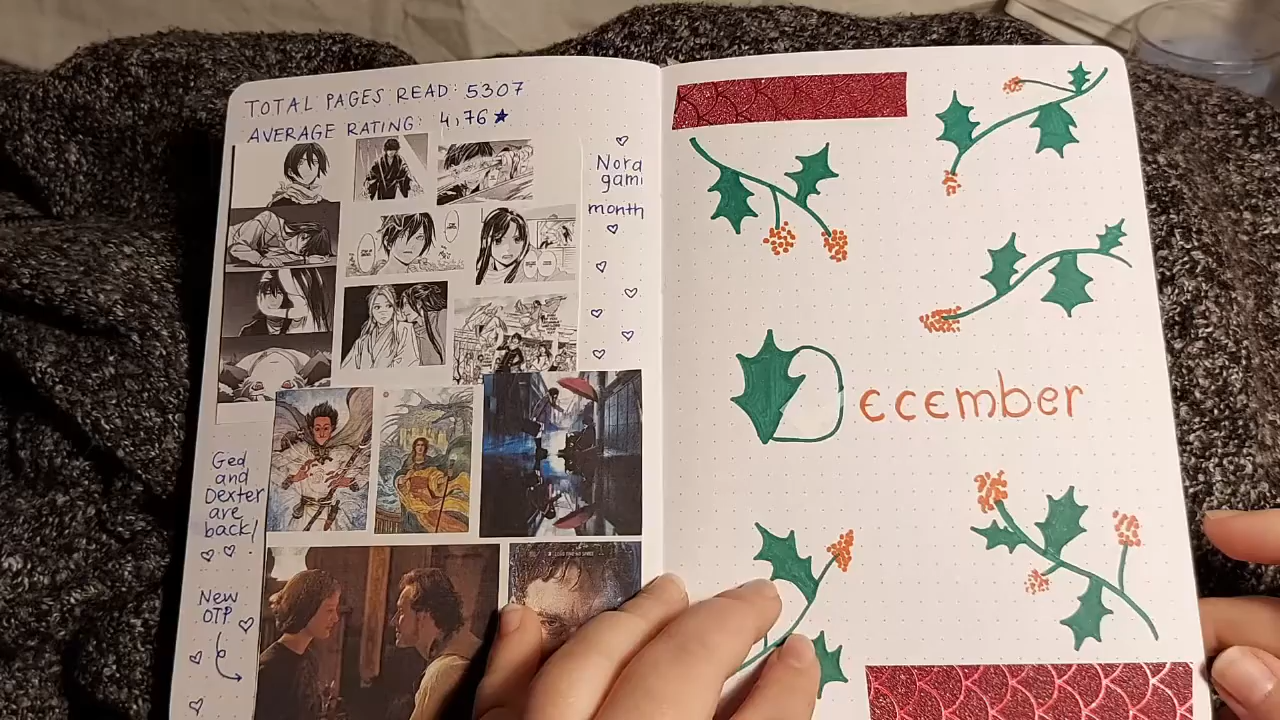 TOTAL PAGES READ: 5307
AVERAGE RATING: 4,76★
Nora
gami
month
Ged
and
Dexter
are
back!
New
OTP
December